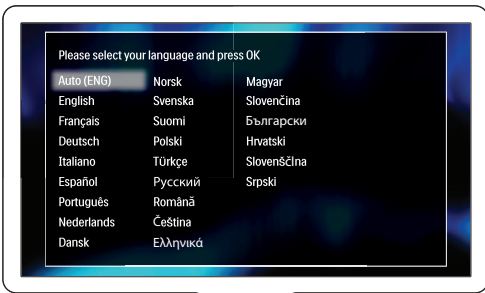 Please select your language and press OK
Auto (ENG)
English
Français
Deutsch
Italiano
Español
Português
Nederlands
Dansk
Norsk
Svenska
Suomi
Polski
Türkçe
Русский
Română
Čeština
Ελληνικά
Magyar
Slovenčina
Български
Hrvatski
SlovenšČIna
Srpski